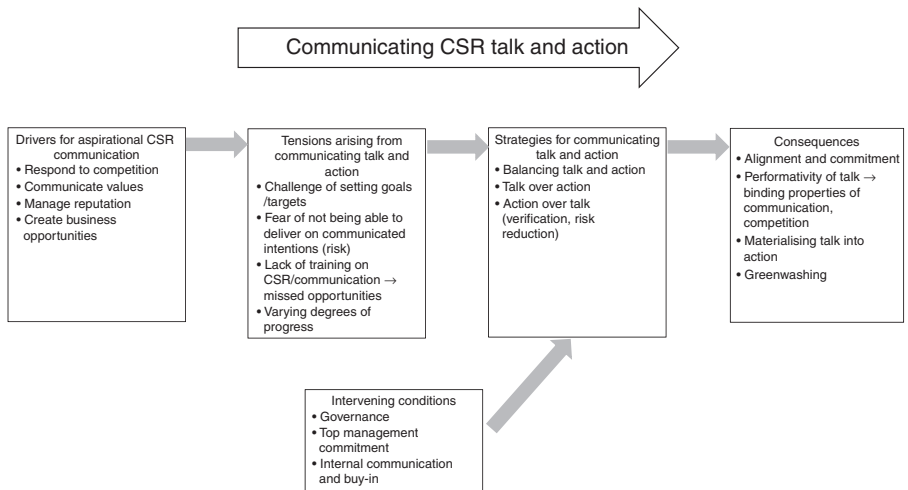 Communicating CSR talk and action
Drivers for aspirational CSR
communication
• Respond to competition
• Communicate values
• Manage reputation
• Create business
opportunities
Tensions arising from
communicating talk and
action
• Challenge of setting goals
/targets
• Fear of not being able to
deliver on communicated
intentions (risk)
• Lack of training on
CSR/communication →
missed opportunities
• Varying degrees of
progress
Strategies for communicating
talk and action
• Balancing talk and action
• Talk over action
• Action over talk
(verification, risk
reduction)
Consequences
• Alignment and commitment
• Performativity of talk →
binding properties of
communication,
competition
• Materialising talk into
action
• Greenwashing
Intervening conditions
• Governance
• Top management
commitment
• Internal communication
and buy-in